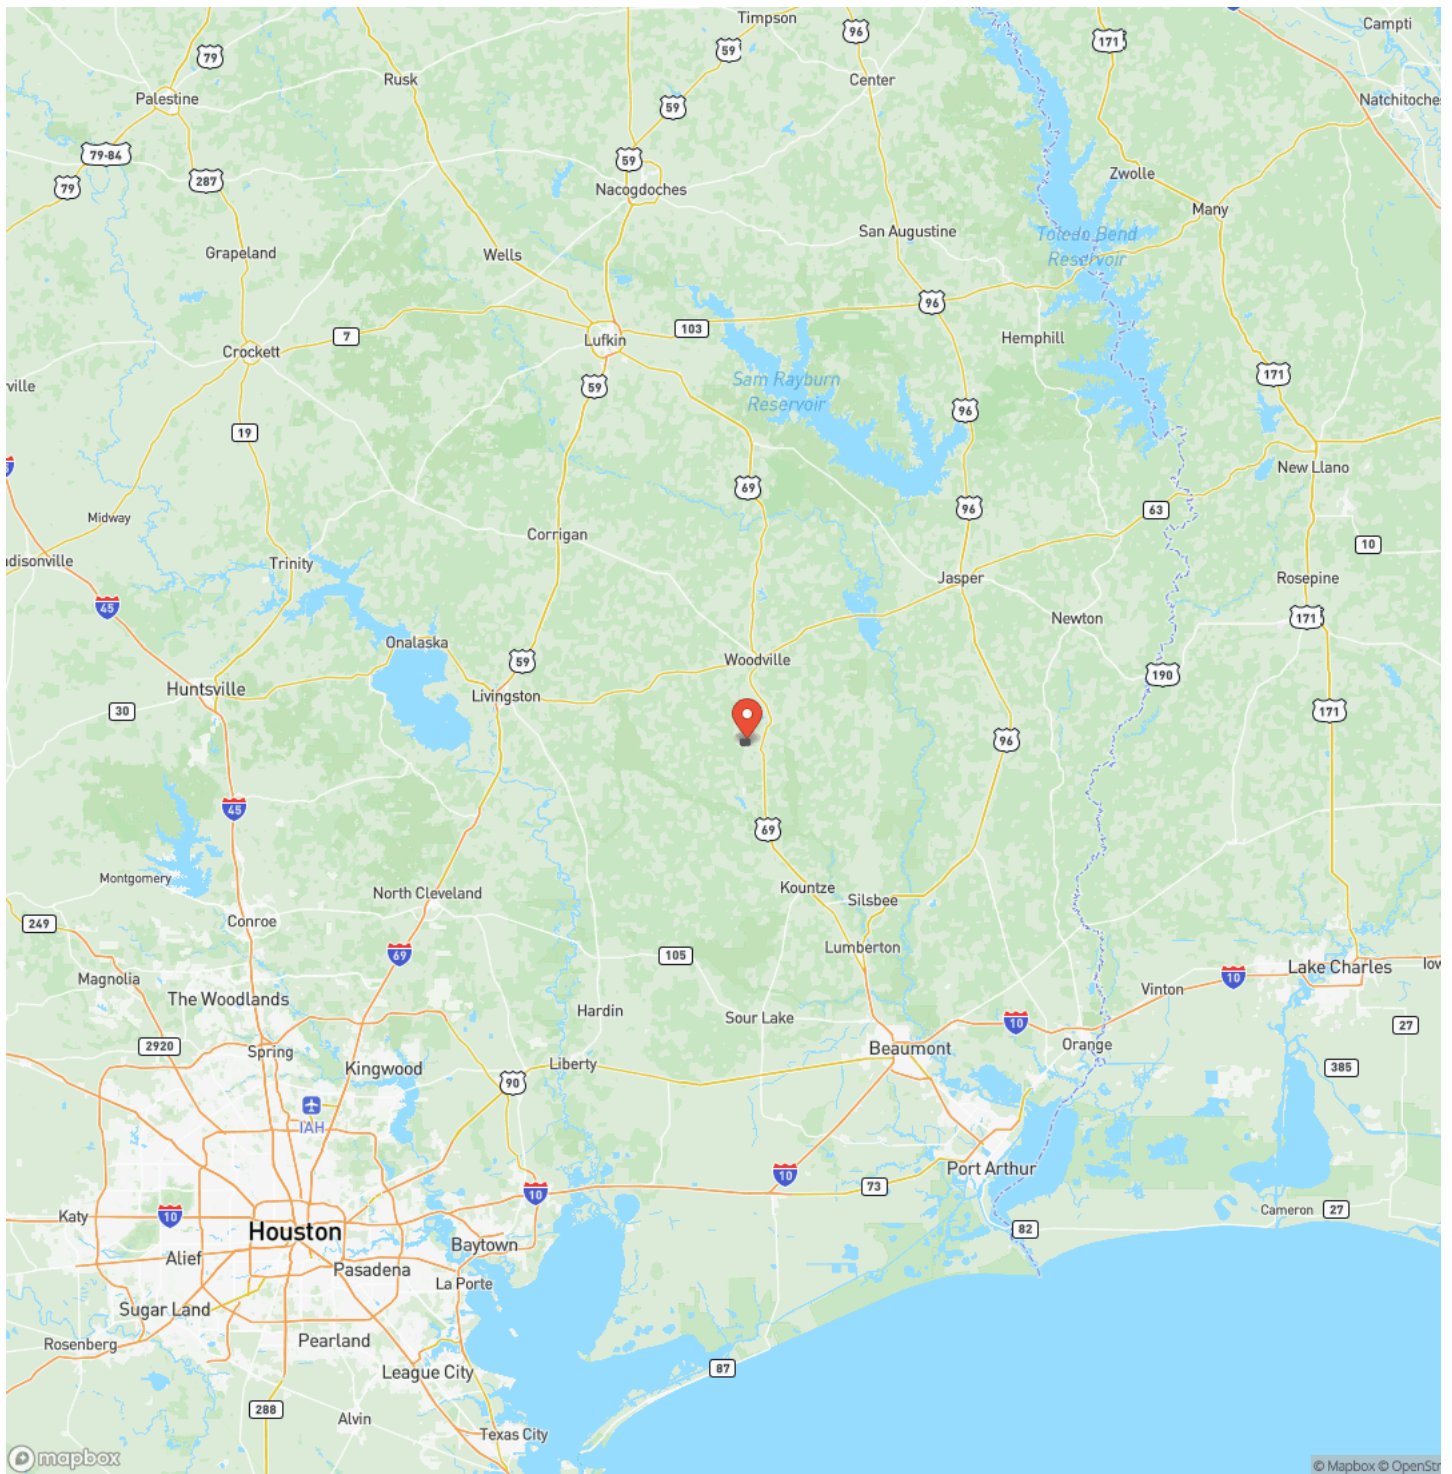 Timpson
Campti
79
59
96
171
Rusk
Center
Palestine
Natchitoches
59
79-84
59
79
287
Nacogdoches
Zwolle
Many
San Augustine
Toledo Bend
Reservoir
Grapeland
Wells
96
103
7
Lufkin
Hemphill
Crockett
59
Sam Rayburn
Reservoir
171
ville
96
19
New Llano
69
96
63
Midway
Corrigan
10
adisonville
Trinity
Jasper
Rosepine
45
Newton
171
Onalaska
59
Woodville
190
Huntsville
Livingston
30
171
96
45
69
Montgomery
North Cleveland
Kountze
Silsbee
249
Conroe
Lumberton
69
105
Magnolia
10
Lake Charles
Iow
The Woodlands
Vinton
Hardin
Sour Lake
10
27
2920
Spring
Beaumont
Orange
Kingwood
Liberty
385
90
IAH
Port Arthur
10
10
73
Katy
10
Cameron
27
Houston
82
Alief
Baytown
Pasadena
La Porte
Sugar Land
Rosenberg
Pearland
League City
87
288
Alvin
Texas City
mapbox
© Mapbox © OpenStr